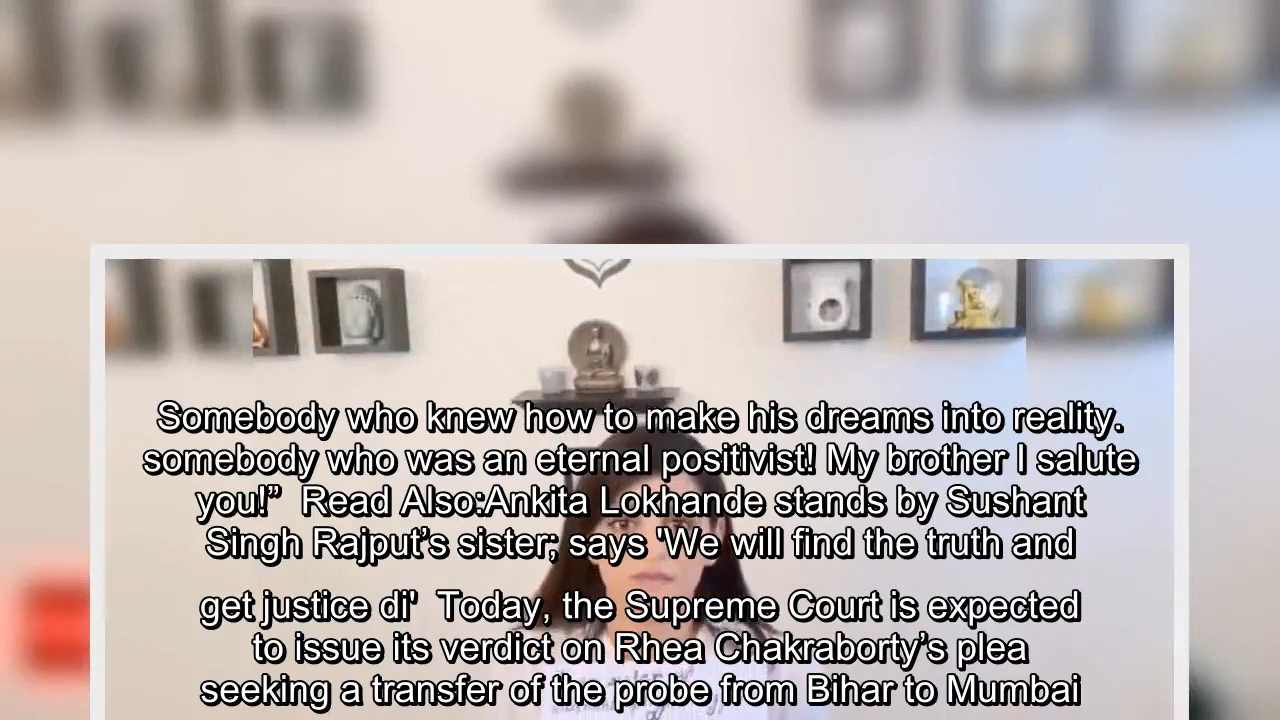 Somebody who knew how to make his dreams into reality.
somebody who was an eternal positivist! My brother I salute
you!”  Read Also:Ankita Lokhande stands by Sushant
Singh Rajput’s sister; says 'We will find the truth and
get justice di'  Today, the Supreme Court is expected
to issue its verdict on Rhea Chakraborty’s plea
seeking a transfer of the probe from Bihar to Mumbai